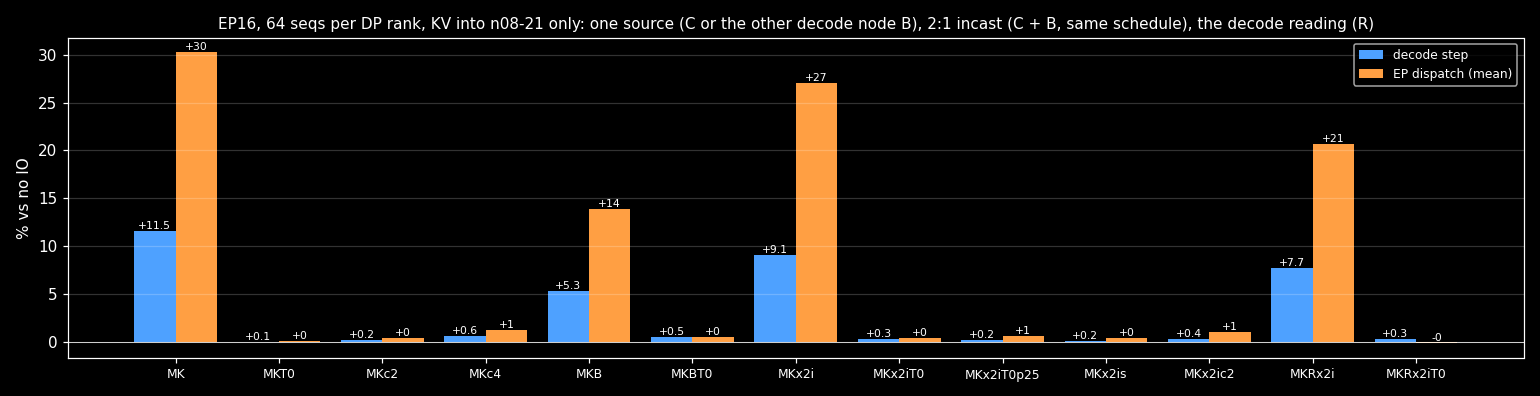 EP16, 64 seqs per DP rank, KV into n08-21 only: one source (C or the other decode node B), 2:1 incast (C + B, same schedule), the decode reading (R)
decode step
EP dispatch (mean)
% vs no IO
30
25
20
15
10
5
0
+11.5
+30
+0.1
+0
+0.2
+0
+0.6
+1
+5.3
+14
+0.5
+0
+9.1
+27
+0.3
+0
+0.2
+1
+0.2
+0
+0.4
+1
+7.7
+21
+0.3
-0
MK
MKT0
MKc2
MKc4
MKB
MKBT0
MKx2i
MKx2iT0
MKx2iT0p25
MKx2is
MKx2ic2
MKRx2i
MKRx2iT0